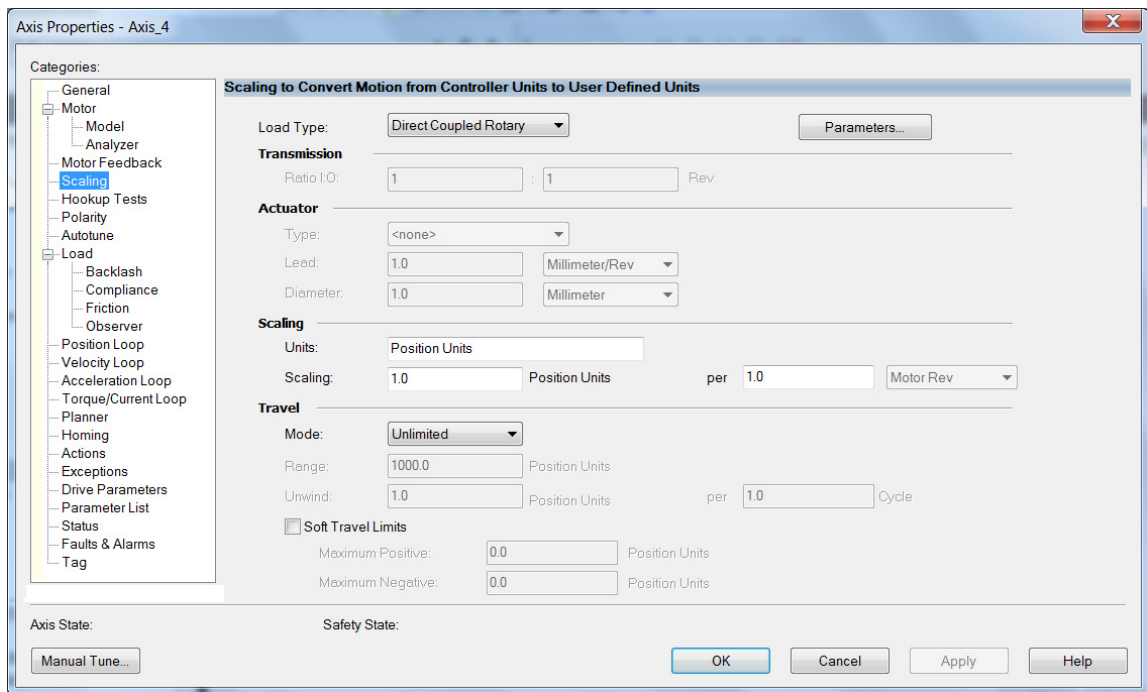 Axis Properties - Axis_4
X
Categories:
General
Motor
Model
Analyzer
Motor Feedback
Scaling
Hookup Tests
Polarity
Autotune
Load
Backlash
Compliance
Friction
Observer
Position Loop
Velocity Loop
Acceleration Loop
Torque/Current Loop
Planner
Homing
Actions
Exceptions
Drive Parameters
Parameter List
Status
Faults & Alarms
Tag
Scaling to Convert Motion from Controller Units to User Defined Units
Load Type: Direct Coupled Rotary Parameters...
Transmission
Ratio I:O: 1 : 1 Rev
Actuator
Type: <none>
Lead: 1.0 Millimeter/Rev
Diameter: 1.0 Millimeter
Scaling
Units: Position Units
Scaling: 1.0 Position Units per 1.0 Motor Rev
Travel
Mode: Unlimited
Range: 1000.0 Position Units
Unwind: 1.0 Position Units per 1.0 Cycle
Soft Travel Limits
Maximum Positive: 0.0 Position Units
Maximum Negative: 0.0 Position Units
Axis State: Safety State:
Manual Tune... OK Cancel Apply Help